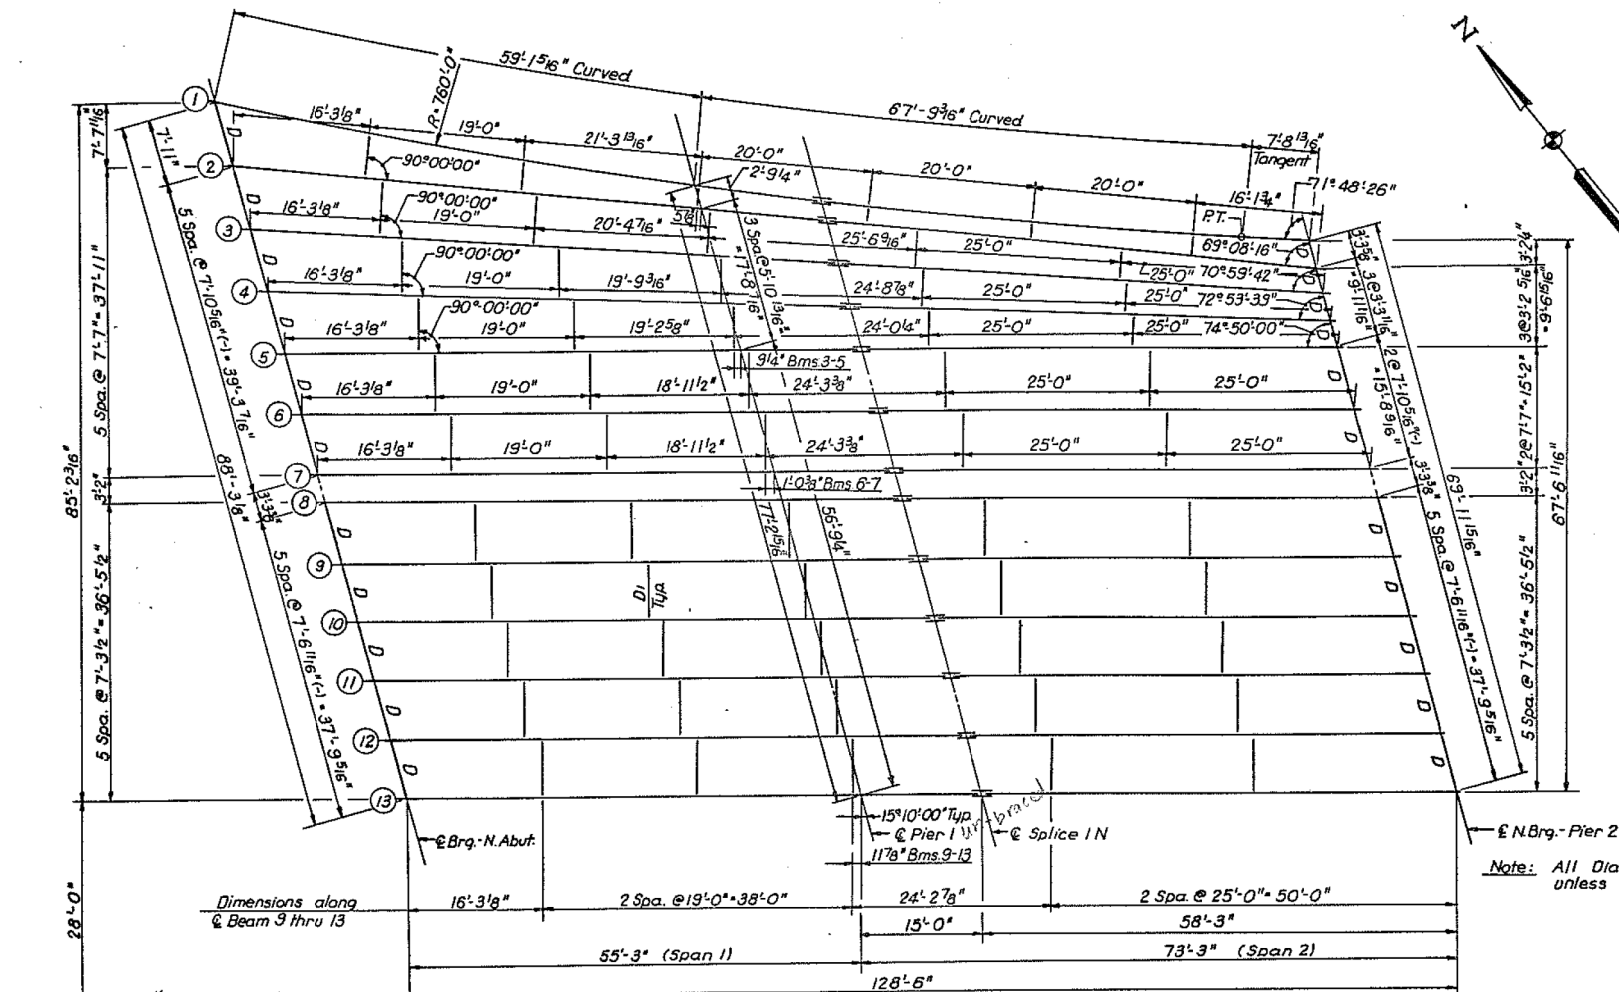 N
59'-1 5/16" Curved
R=760'-0"
67'-9 3/16" Curved
7'-8 13/16"
Tangent
1
16'-3 1/8"
19'-0"
21'-3 13/16"
20'-0"
20'-0"
20'-0"
16'-1 3/4"
71°48'-26"
7'-7 11/16"
7'-11"
D
90°00'00"
2'-9 1/4"
P.T.
2
90°00'00"
16'-3 1/8"
19'-0"
20'-4 7/16"
5 1/8"
25'-6 9/16"
25'-0"
25'-0"
69°08'-16"
3
D
90°00'00"
70°59'-42"
16'-3 1/8"
19'-0"
19'-9 3/16"
24'-8 7/8"
25'-0"
25'-0"
72°53'-39"
4
D
90°-00'00"
16'-3 1/8"
19'-0"
19'-2 5/8"
24'-0 1/4"
25'-0"
25'-0"
74°50'-00"
5
D
3 Spa @ 5'-10 13/16"
= 17'-8 7/16"
9 1/4" Bms. 3-5
16'-3 1/8"
19'-0"
18'-11 1/2"
24'-3 3/8"
25'-0"
25'-0"
D
6
D
16'-3 1/8"
19'-0"
18'-11 1/2"
24'-3 3/8"
25'-0"
25'-0"
D
7
1'-0 3/8" Bms. 6-7
8
9
D
D1
Typ.
D
10
D
D
11
D
D
12
D
D
13
5 Spa. @ 7'-7" = 37'-11"
5 Spa. @ 7'-10 5/16"(-) = 39'-3 7/16"
85'-2 3/16"
88'-3 1/8"
3'-2"
3'-3 3/8"
5 Spa. @ 7'-3 1/2" = 36'-5 1/2"
5 Spa. @ 7'-6 11/16"(-) = 37'-9 5/16"
28'-0"
77'-2 15/16"
56'-9 1/4"
3'-3 5/8"
3 @ 3'-3 11/16"
= 9'-11 1/16"
2 @ 7'-10 5/16"(-)
= 15'-8 9/16"
3'-3 3/8"
5 Spa. @ 7'-6 11/16"(-) = 37'-9 5/16"
69'-11 15/16"
3'-2 1/4"
3@3'-2 5/16"
= 9'-6 15/16"
2@7'-7" = 15'-2"
3'-2"
5 Spa. @ 7'-3 1/2" = 36'-5 1/2"
67'-6 11/16"
15°10'00" Typ.
un-braced
℄ Brg.-N. Abut.
℄ Pier 1
℄ Splice 1 N
℄ N. Brg.- Pier 2
11 7/8" Bms. 9-13
Note: All Dia
unless
Dimensions along
℄ Beam 9 thru 13
16'-3 1/8"
2 Spa. @ 19'-0" = 38'-0"
24'-2 7/8"
2 Spa. @ 25'-0" = 50'-0"
15'-0"
58'-3"
55'-3" (Span 1)
73'-3" (Span 2)
128'-6"